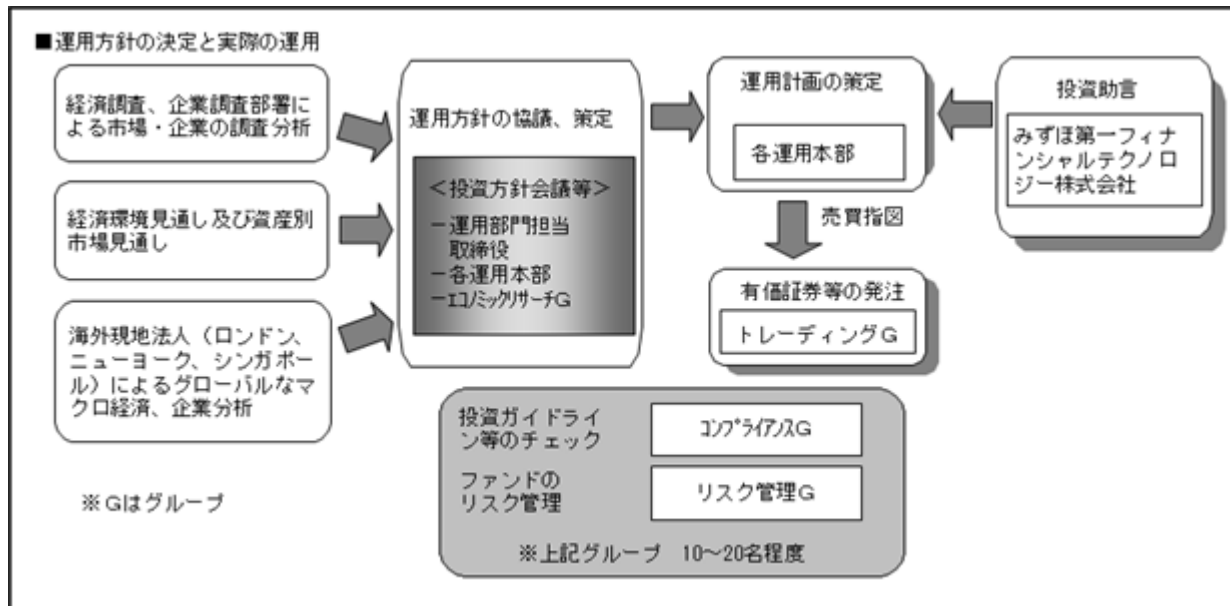 ■運用方針の決定と実際の運用
経済調査、企業調査部署に
よる市場・企業の調査分析
経済環境見通し及び資産別
市場見通し
海外現地法人（ロンドン、
ニューヨーク、シンガポー
ル）によるグローバルなマ
クロ経済、企業分析
※Gはグループ
運用方針の協議、策定
＜投資方針会議等＞
－運用部門担当
取締役
－各運用本部
－ｴｺﾉﾐｯｸﾘｻｰﾁG
運用計画の策定
各運用本部
売買指図
有価証券等の発注
トレーディングG
投資助言
みずほ第一フィナ
ンシャルテクノロ
ジー株式会社
投資ガイドライ
ン等のチェック
ｺﾝﾌﾟﾗｲｱﾝｽG
ファンドの
リスク管理
リスク管理G
※上記グループ　10～20名程度